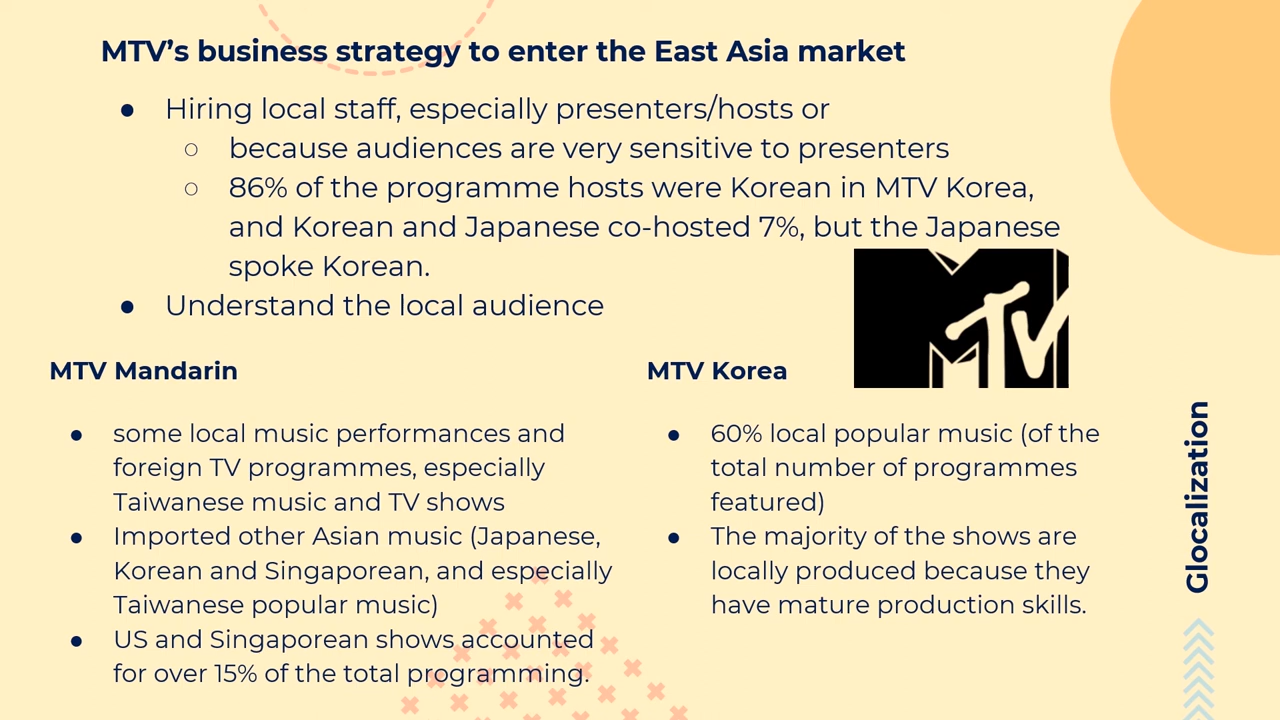 MTV’s business strategy to enter the East Asia market
● Hiring local staff, especially presenters/hosts or
○ because audiences are very sensitive to presenters
○ 86% of the programme hosts were Korean in MTV Korea,
and Korean and Japanese co-hosted 7%, but the Japanese
spoke Korean.
● Understand the local audience
MTV
MTV Mandarin
● some local music performances and
foreign TV programmes, especially
Taiwanese music and TV shows
● Imported other Asian music (Japanese,
Korean and Singaporean, and especially
Taiwanese popular music)
● US and Singaporean shows accounted
for over 15% of the total programming.
MTV Korea
● 60% local popular music (of the
total number of programmes
featured)
● The majority of the shows are
locally produced because they
have mature production skills.
Glocalization